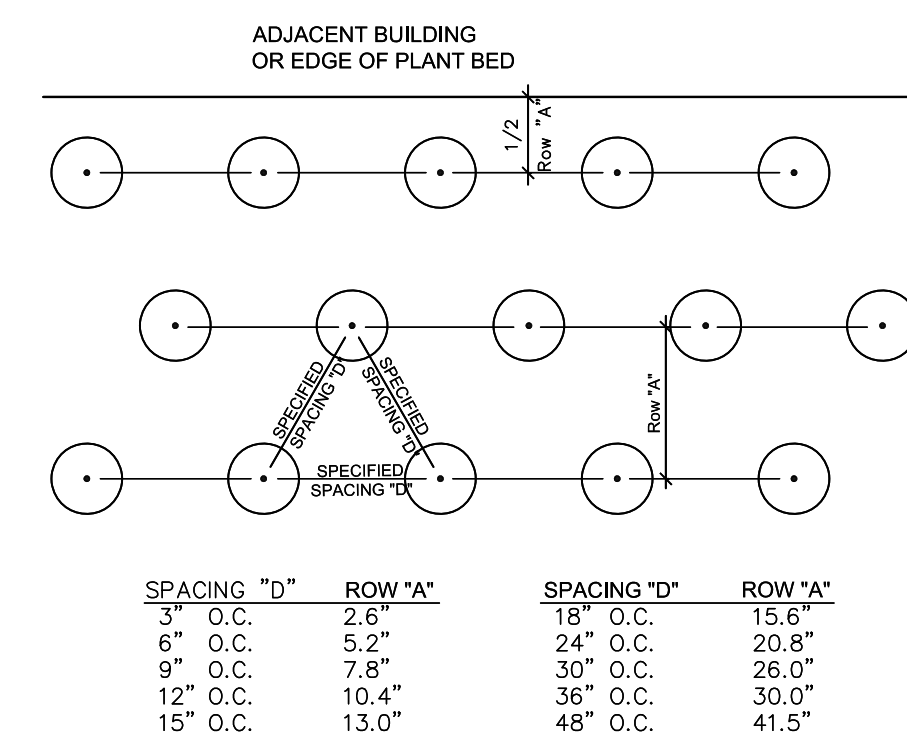 ADJACENT BUILDING
OR EDGE OF PLANT BED
1/2
Row "A"
SPECIFIED
SPACING "D"
SPECIFIED
SPACING "D"
SPECIFIED
SPACING "D"
Row "A"
SPACING "D" ROW "A"
3" O.C. 2.6"
6" O.C. 5.2"
9" O.C. 7.8"
12" O.C. 10.4"
15" O.C. 13.0"
SPACING "D" ROW "A"
18" O.C. 15.6"
24" O.C. 20.8"
30" O.C. 26.0"
36" O.C. 30.0"
48" O.C. 41.5"